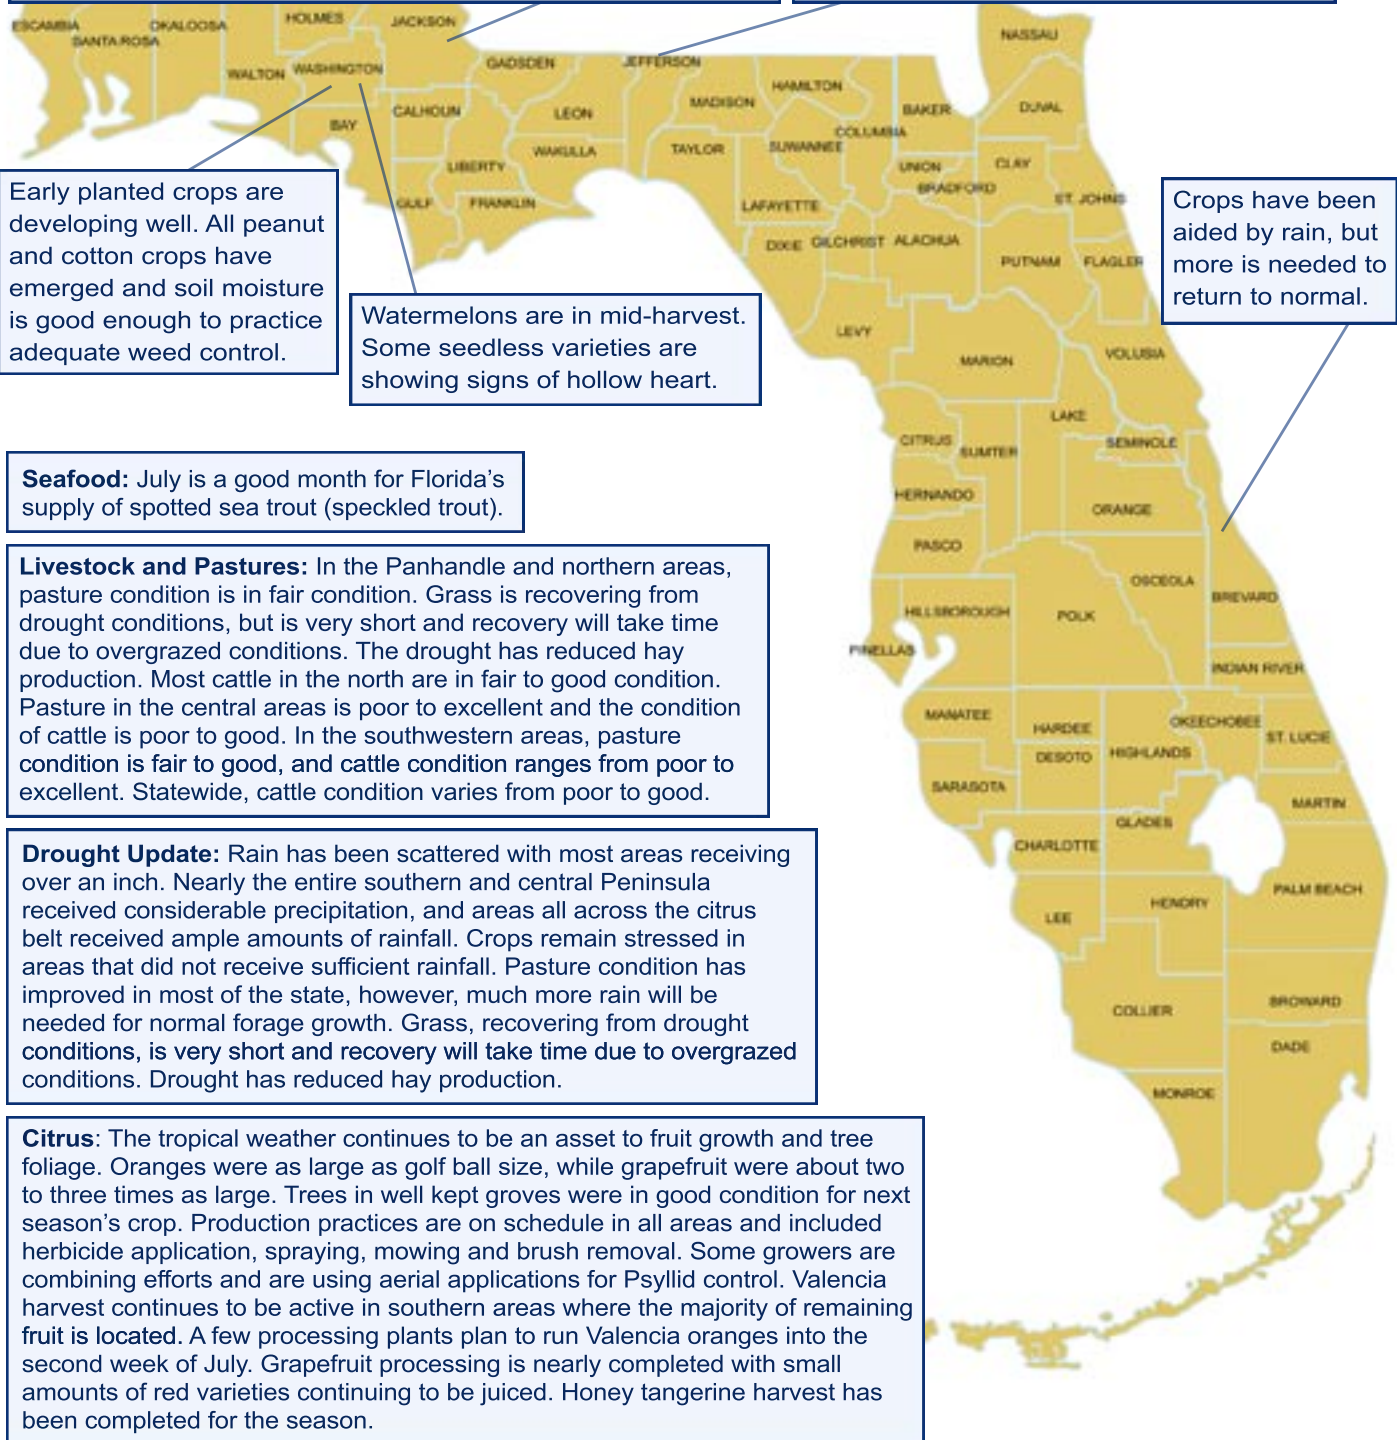 ESCAMBIA
SANTA ROSA
OKALOOSA
HOLMES
JACKSON
WALTON
WASHINGTON
BAY
CALHOUN
GADSDEN
LEON
LIBERTY
WAKULLA
GULF
FRANKLIN
JEFFERSON
MADISON
HAMILTON
TAYLOR
SUWANNEE
COLUMBIA
LAFAYETTE
DIXIE
GILCHRIST
ALACHUA
BAKER
NASSAU
DUVAL
UNION
BRADFORD
CLAY
ST. JOHNS
PUTNAM
FLAGLER
Early planted crops are
developing well. All peanut
and cotton crops have
emerged and soil moisture
is good enough to practice
adequate weed control.
Watermelons are in mid-harvest.
Some seedless varieties are
showing signs of hollow heart.
Crops have been
aided by rain, but
more is needed to
return to normal.
LEVY
MARION
VOLUSIA
LAKE
CITRUS
SUMTER
SEMINOLE
HERNANDO
ORANGE
PASCO
OSCEOLA
BREVARD
HILLSBOROUGH
POLK
PINELLAS
INDIAN RIVER
MANATEE
HARDEE
OKEECHOBEE
ST. LUCIE
DESOTO
HIGHLANDS
SARASOTA
MARTIN
GLADES
CHARLOTTE
PALM BEACH
HENDRY
LEE
COLLIER
BROWARD
DADE
MONROE
Seafood: July is a good month for Florida's
supply of spotted sea trout (speckled trout).
Livestock and Pastures: In the Panhandle and northern areas,
pasture condition is in fair condition. Grass is recovering from
drought conditions, but is very short and recovery will take time
due to overgrazed conditions. The drought has reduced hay
production. Most cattle in the north are in fair to good condition.
Pasture in the central areas is poor to excellent and the condition
of cattle is poor to good. In the southwestern areas, pasture
condition is fair to good, and cattle condition ranges from poor to
excellent. Statewide, cattle condition varies from poor to good.
Drought Update: Rain has been scattered with most areas receiving
over an inch. Nearly the entire southern and central Peninsula
received considerable precipitation, and areas all across the citrus
belt received ample amounts of rainfall. Crops remain stressed in
areas that did not receive sufficient rainfall. Pasture condition has
improved in most of the state, however, much more rain will be
needed for normal forage growth. Grass, recovering from drought
conditions, is very short and recovery will take time due to overgrazed
conditions. Drought has reduced hay production.
Citrus: The tropical weather continues to be an asset to fruit growth and tree
foliage. Oranges were as large as golf ball size, while grapefruit were about two
to three times as large. Trees in well kept groves were in good condition for next
season's crop. Production practices are on schedule in all areas and included
herbicide application, spraying, mowing and brush removal. Some growers are
combining efforts and are using aerial applications for Psyllid control. Valencia
harvest continues to be active in southern areas where the majority of remaining
fruit is located. A few processing plants plan to run Valencia oranges into the
second week of July. Grapefruit processing is nearly completed with small
amounts of red varieties continuing to be juiced. Honey tangerine harvest has
been completed for the season.